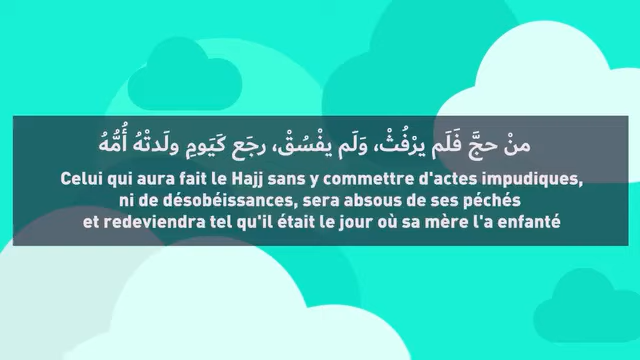 منْ حجَّ فَلَم يرْفُثْ، وَلَم يفْسُقْ، رجَع كَيَومِ ولَدتْهُ أُمُّهُ
Celui qui aura fait le Hajj sans y commettre d'actes impudiques,
ni de désobéissances, sera absous de ses péchés
et redeviendra tel qu'il était le jour où sa mère l'a enfanté